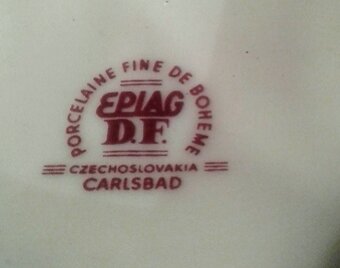 PORCELAINE FINE DE BOHEME
EPIAG
D.F.
CZECHOSLOVAKIA
CARLSBAD